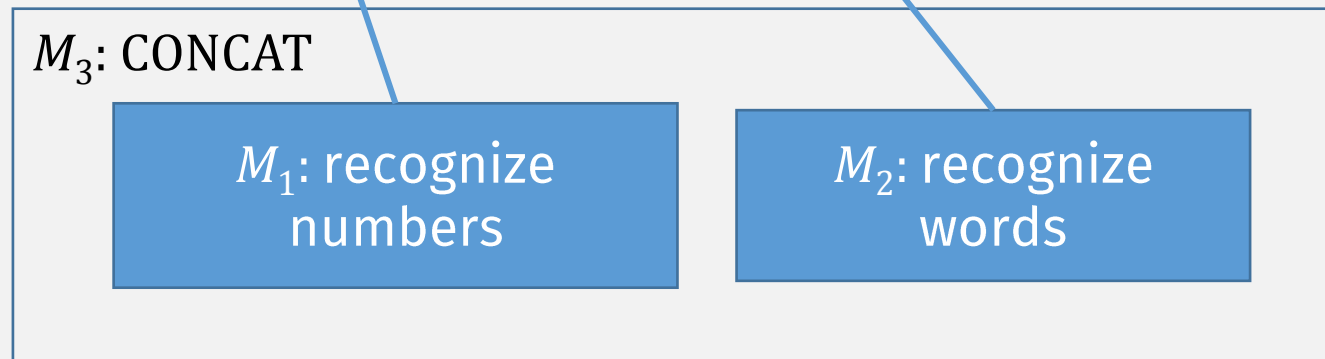 M₃: CONCAT
M₁: recognize
numbers
M₂: recognize
words